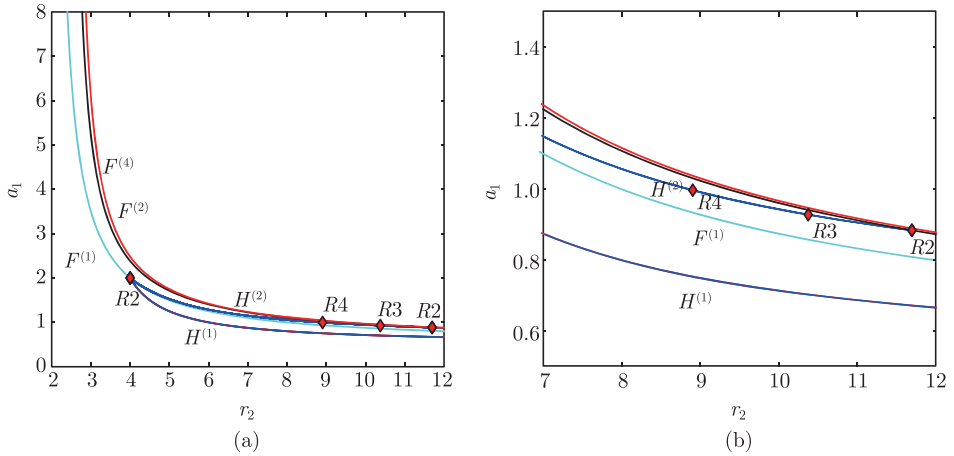 8
7
6
5
4
3
2
1
0
a₁
F⁽⁴⁾
F⁽²⁾
F⁽¹⁾
R2
H⁽¹⁾
H⁽²⁾
R4
R3
R2
2 3 4 5 6 7 8 9 10 11 12
r₂
(a)
1.4
1.2
1.0
0.8
0.6
a₁
H⁽²⁾
R4
R3
R2
F⁽¹⁾
H⁽¹⁾
7 8 9 10 11 12
r₂
(b)